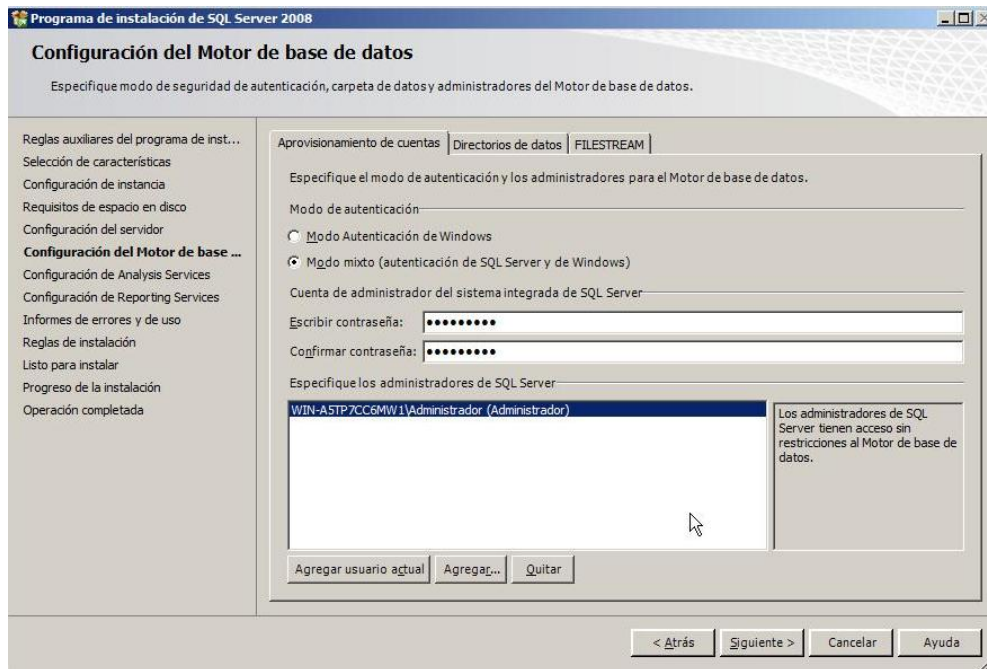 Programa de instalación de SQL Server 2008
Configuración del Motor de base de datos
Especifique modo de seguridad de autenticación, carpeta de datos y administradores del Motor de base de datos.
Reglas auxiliares del programa de inst...
Selección de características
Configuración de instancia
Requisitos de espacio en disco
Configuración del servidor
Configuración del Motor de base ...
Configuración de Analysis Services
Configuración de Reporting Services
Informes de errores y de uso
Reglas de instalación
Listo para instalar
Progreso de la instalación
Operación completada
Aprovisionamiento de cuentas Directorios de datos FILESTREAM
Especifique el modo de autenticación y los administradores para el Motor de base de datos.
Modo de autenticación
Modo Autenticación de Windows
Modo mixto (autenticación de SQL Server y de Windows)
Cuenta de administrador del sistema integrada de SQL Server
Escribir contraseña: ●●●●●●●●●
Confirmar contraseña: ●●●●●●●●●
Especifique los administradores de SQL Server
WIN-A5TP7CC6MW1\Administrador (Administrador)
Los administradores de SQL
Server tienen acceso sin
restricciones al Motor de base de
datos.
Agregar usuario actual Agregar... Quitar
< Atrás Siguiente > Cancelar Ayuda